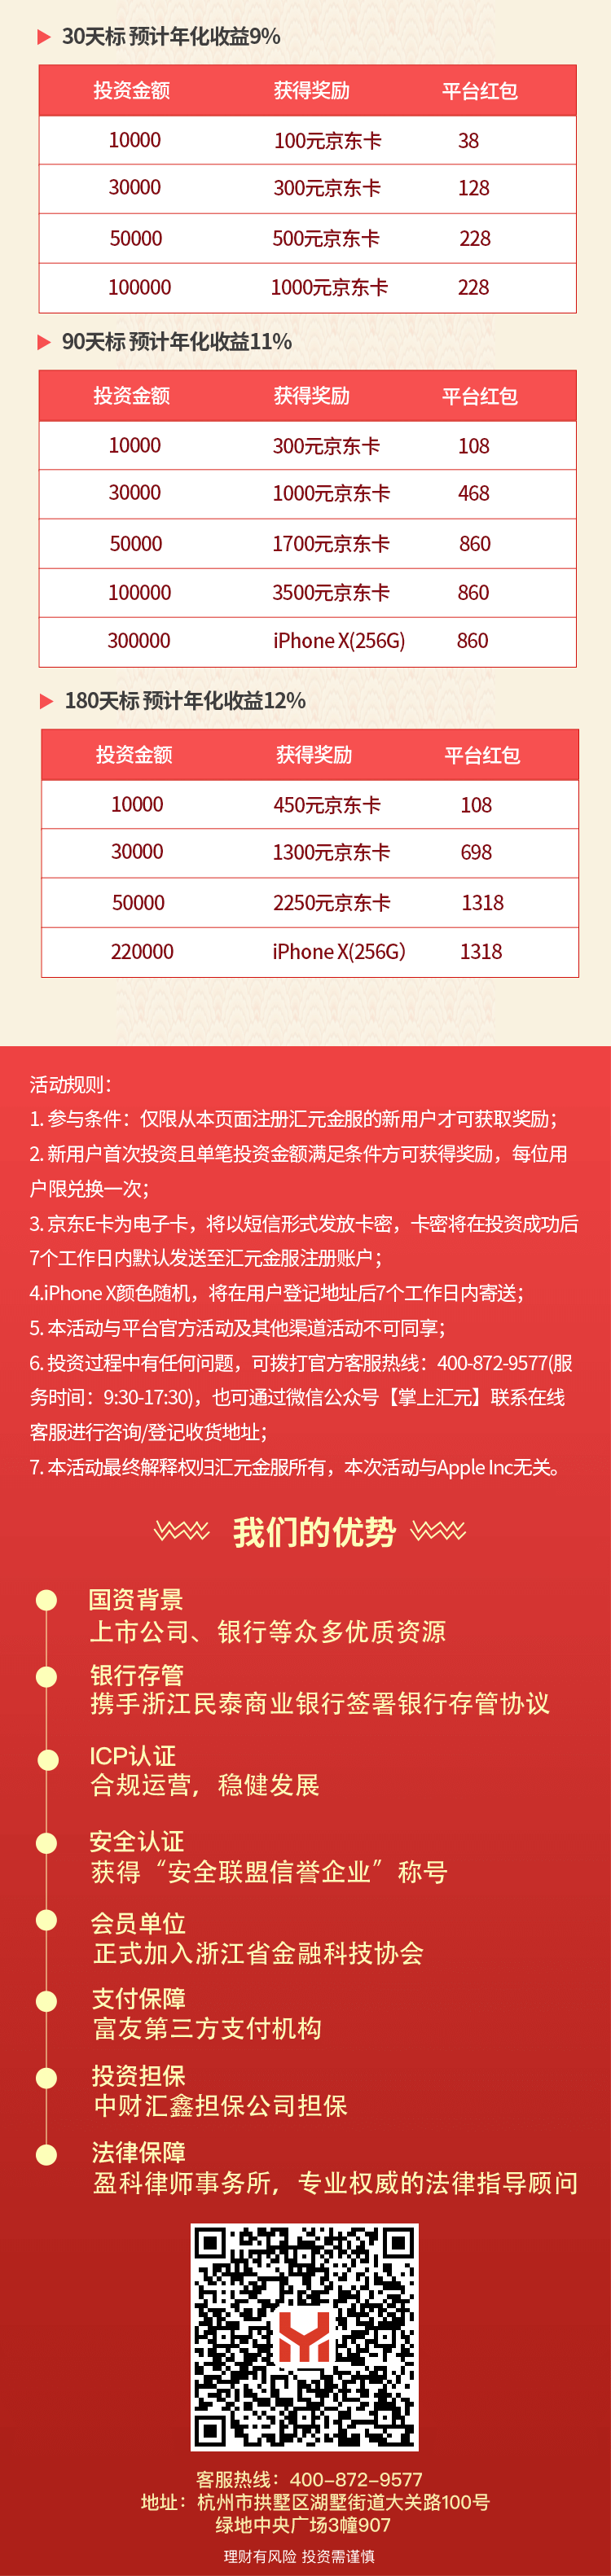 30天标 预计年化收益9%
投资金额 获得奖励 平台红包
10000 100元京东卡 38
30000 300元京东卡 128
50000 500元京东卡 228
100000 1000元京东卡 228
90天标 预计年化收益11%
投资金额 获得奖励 平台红包
10000 300元京东卡 108
30000 1000元京东卡 468
50000 1700元京东卡 860
100000 3500元京东卡 860
300000 iPhone X(256G) 860
180天标 预计年化收益12%
投资金额 获得奖励 平台红包
10000 450元京东卡 108
30000 1300元京东卡 698
50000 2250元京东卡 1318
220000 iPhone X(256G） 1318
活动规则：
1. 参与条件：仅限从本页面注册汇元金服的新用户才可获取奖励；
2. 新用户首次投资且单笔投资金额满足条件方可获得奖励，每位用
户限兑换一次；
3. 京东E卡为电子卡，将以短信形式发放卡密，卡密将在投资成功后
7个工作日内默认发送至汇元金服注册账户；
4.iPhone X颜色随机，将在用户登记地址后7个工作日内寄送；
5. 本活动与平台官方活动及其他渠道活动不可同享；
6. 投资过程中有任何问题，可拨打官方客服热线：400-872-9577(服
务时间：9:30-17:30)，也可通过微信公众号【掌上汇元】联系在线
客服进行咨询/登记收货地址；
7. 本活动最终解释权归汇元金服所有，本次活动与Apple Inc无关。
我们的优势
国资背景
上市公司、银行等众多优质资源
银行存管
携手浙江民泰商业银行签署银行存管协议
ICP认证
合规运营，稳健发展
安全认证
获得“安全联盟信誉企业”称号
会员单位
正式加入浙江省金融科技协会
支付保障
富友第三方支付机构
投资担保
中财汇鑫担保公司担保
法律保障
盈科律师事务所，专业权威的法律指导顾问
客服热线：400-872-9577
地址：杭州市拱墅区湖墅街道大关路100号
绿地中央广场3幢907
理财有风险 投资需谨慎